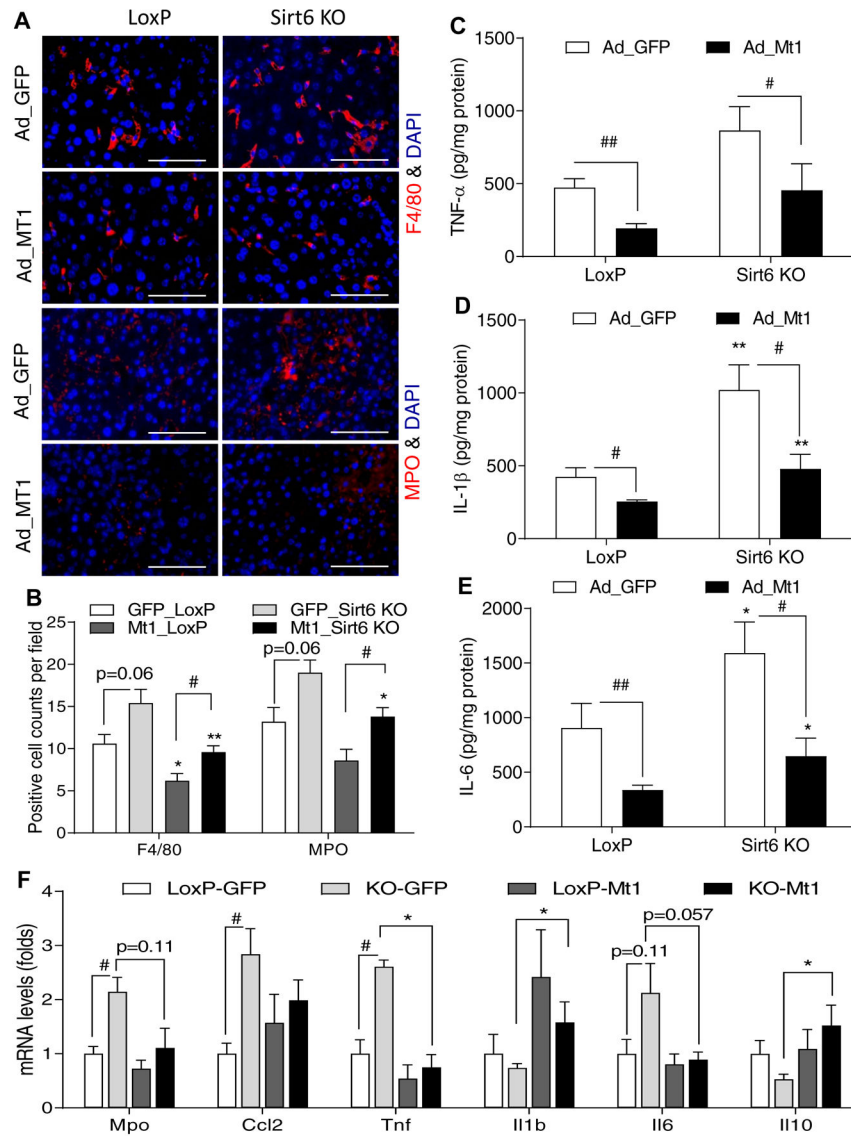 A
LoxP
Sirt6 KO
Ad_GFP
Ad_MT1
F4/80 & DAPI
Ad_GFP
Ad_MT1
MPO & DAPI
B
GFP_LoxP
GFP_Sirt6 KO
Mt1_LoxP
Mt1_Sirt6 KO
Positive cell counts per field
25
20
15
10
5
0
p=0.06
#
*
**
p=0.06
#
*
F4/80
MPO
C
Ad_GFP
Ad_Mt1
TNF-α (pg/mg protein)
1500
1000
500
0
##
#
LoxP
Sirt6 KO
D
Ad_GFP
Ad_Mt1
IL-1β (pg/mg protein)
1500
1000
500
0
#
**
#
**
LoxP
Sirt6 KO
E
Ad_GFP
Ad_Mt1
IL-6 (pg/mg protein)
2000
1500
1000
500
0
##
*
#
*
LoxP
Sirt6 KO
F
LoxP-GFP
KO-GFP
LoxP-Mt1
KO-Mt1
mRNA levels (folds)
4
3
2
1
0
#
p=0.11
#
#
*
*
p=0.11
p=0.057
*
Mpo
Ccl2
Tnf
Il1b
Il6
Il10